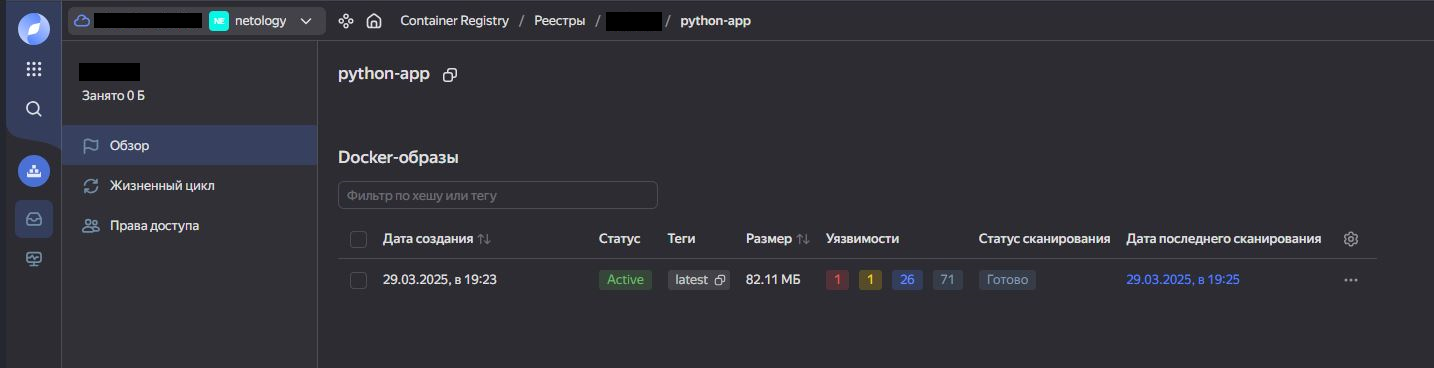 NE netology Container Registry / Реестры / / python-app
python-app
Занято 0 Б
Обзор
Жизненный цикл
Права доступа
Docker-образы
Фильтр по хешу или тегу
Дата создания Статус Теги Размер Уязвимости Статус сканирования Дата последнего сканирования
29.03.2025, в 19:23 Active latest 82.11 МБ 1 1 26 71 Готово 29.03.2025, в 19:25